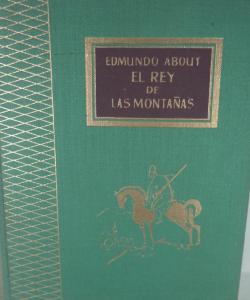 EDMUNDO ABOUT
EL REY
DE
LAS MONTAÑAS